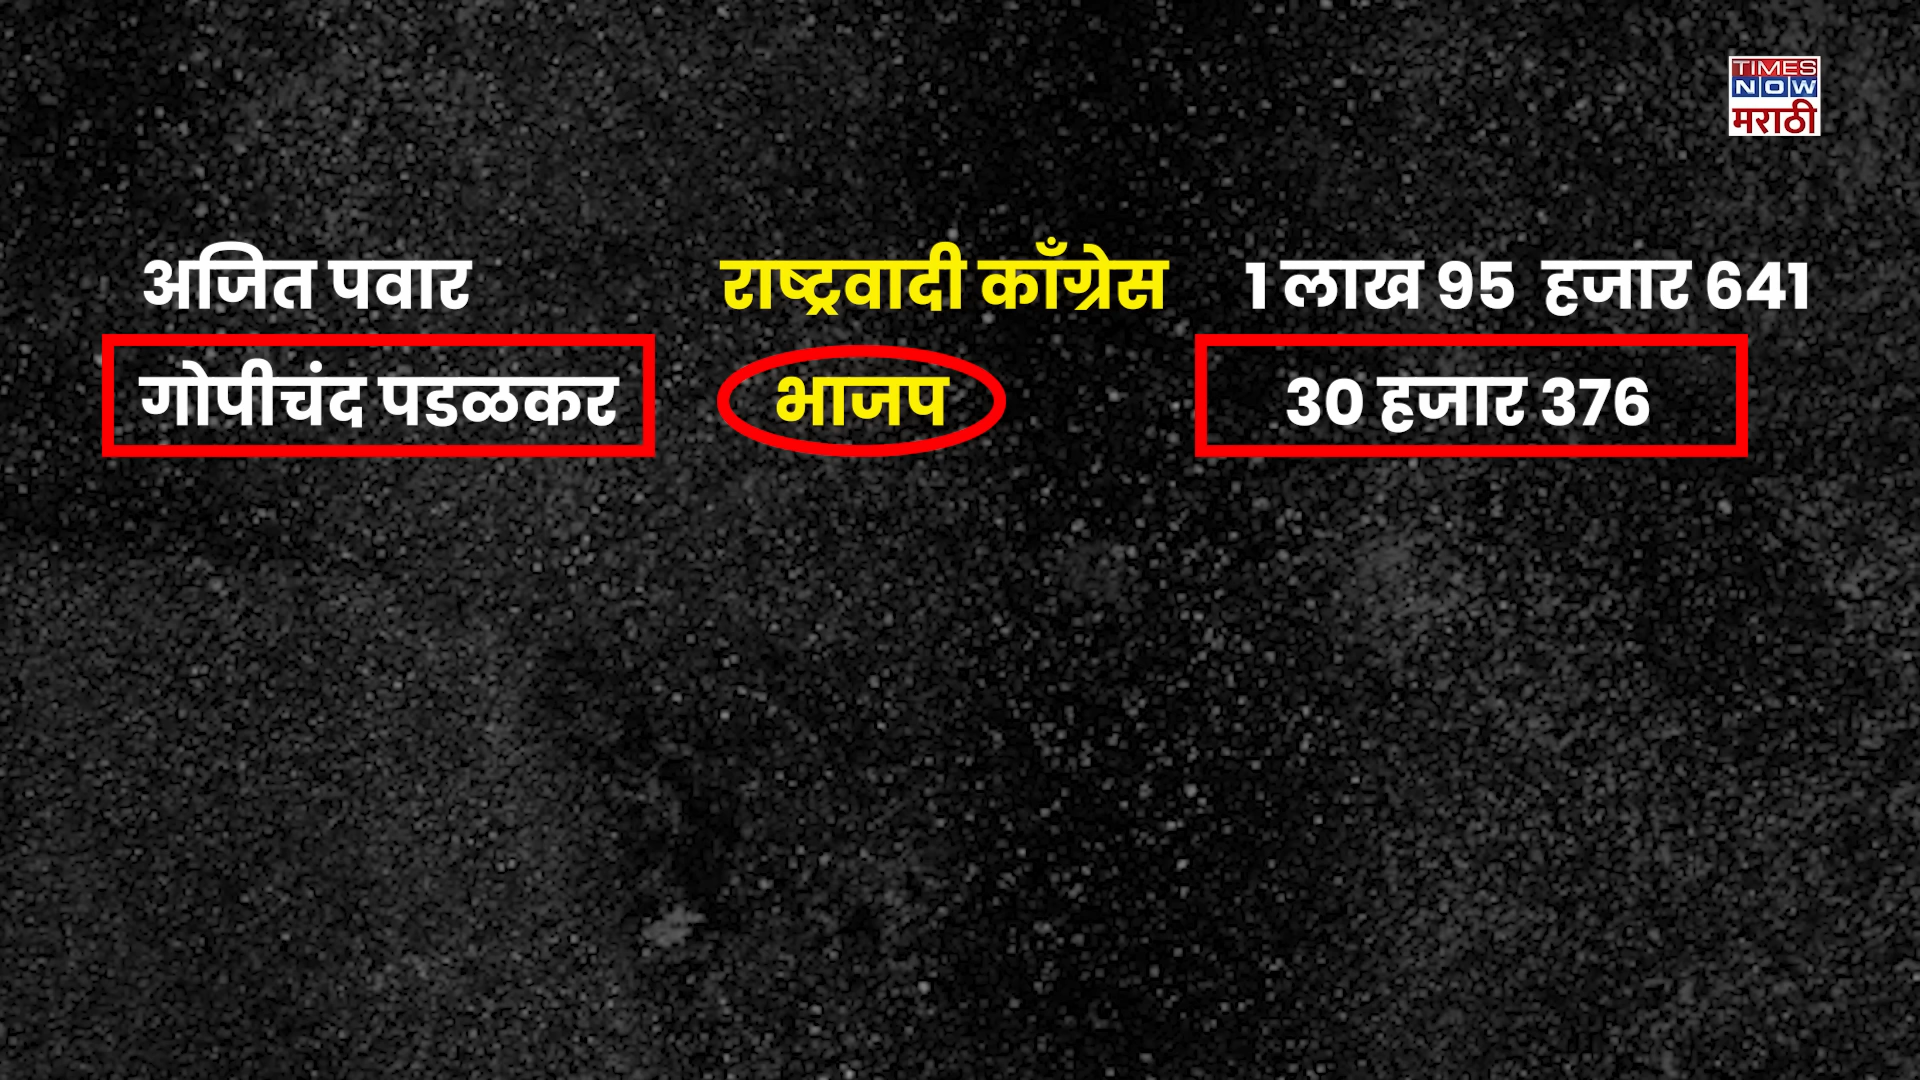 TIMES
NOW
मराठी
अजित पवार राष्ट्रवादी काँग्रेस 1 लाख 95 हजार 641
गोपीचंद पडळकर भाजप 30 हजार 376